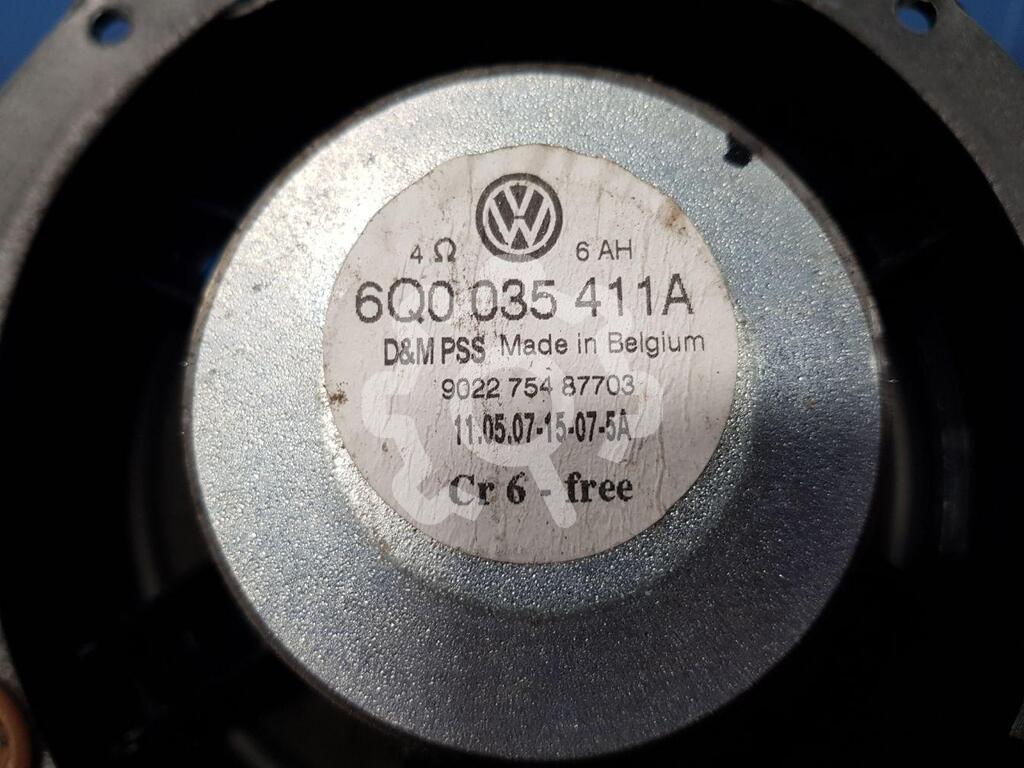 4 Ω 6 AH
6Q0 035 411A
D&M PSS Made in Belgium
9022 754 87703
11.05.07-15-07-5A
Cr 6 - free